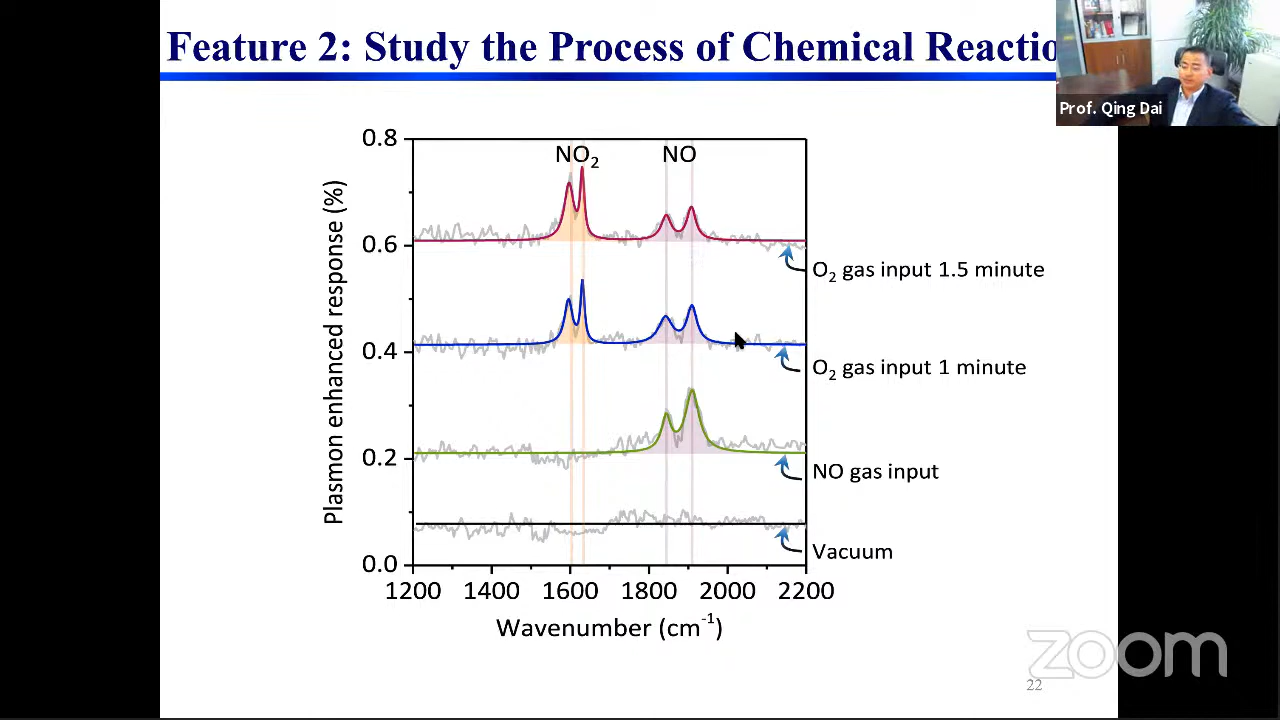 Feature 2: Study the Process of Chemical Reactio
Prof. Qing Dai
0.8
0.6
0.4
0.2
0.0
Plasmon enhanced response (%)
NO₂
NO
O₂ gas input 1.5 minute
O₂ gas input 1 minute
NO gas input
Vacuum
1200 1400 1600 1800 2000 2200
Wavenumber (cm⁻¹)
zoom
22